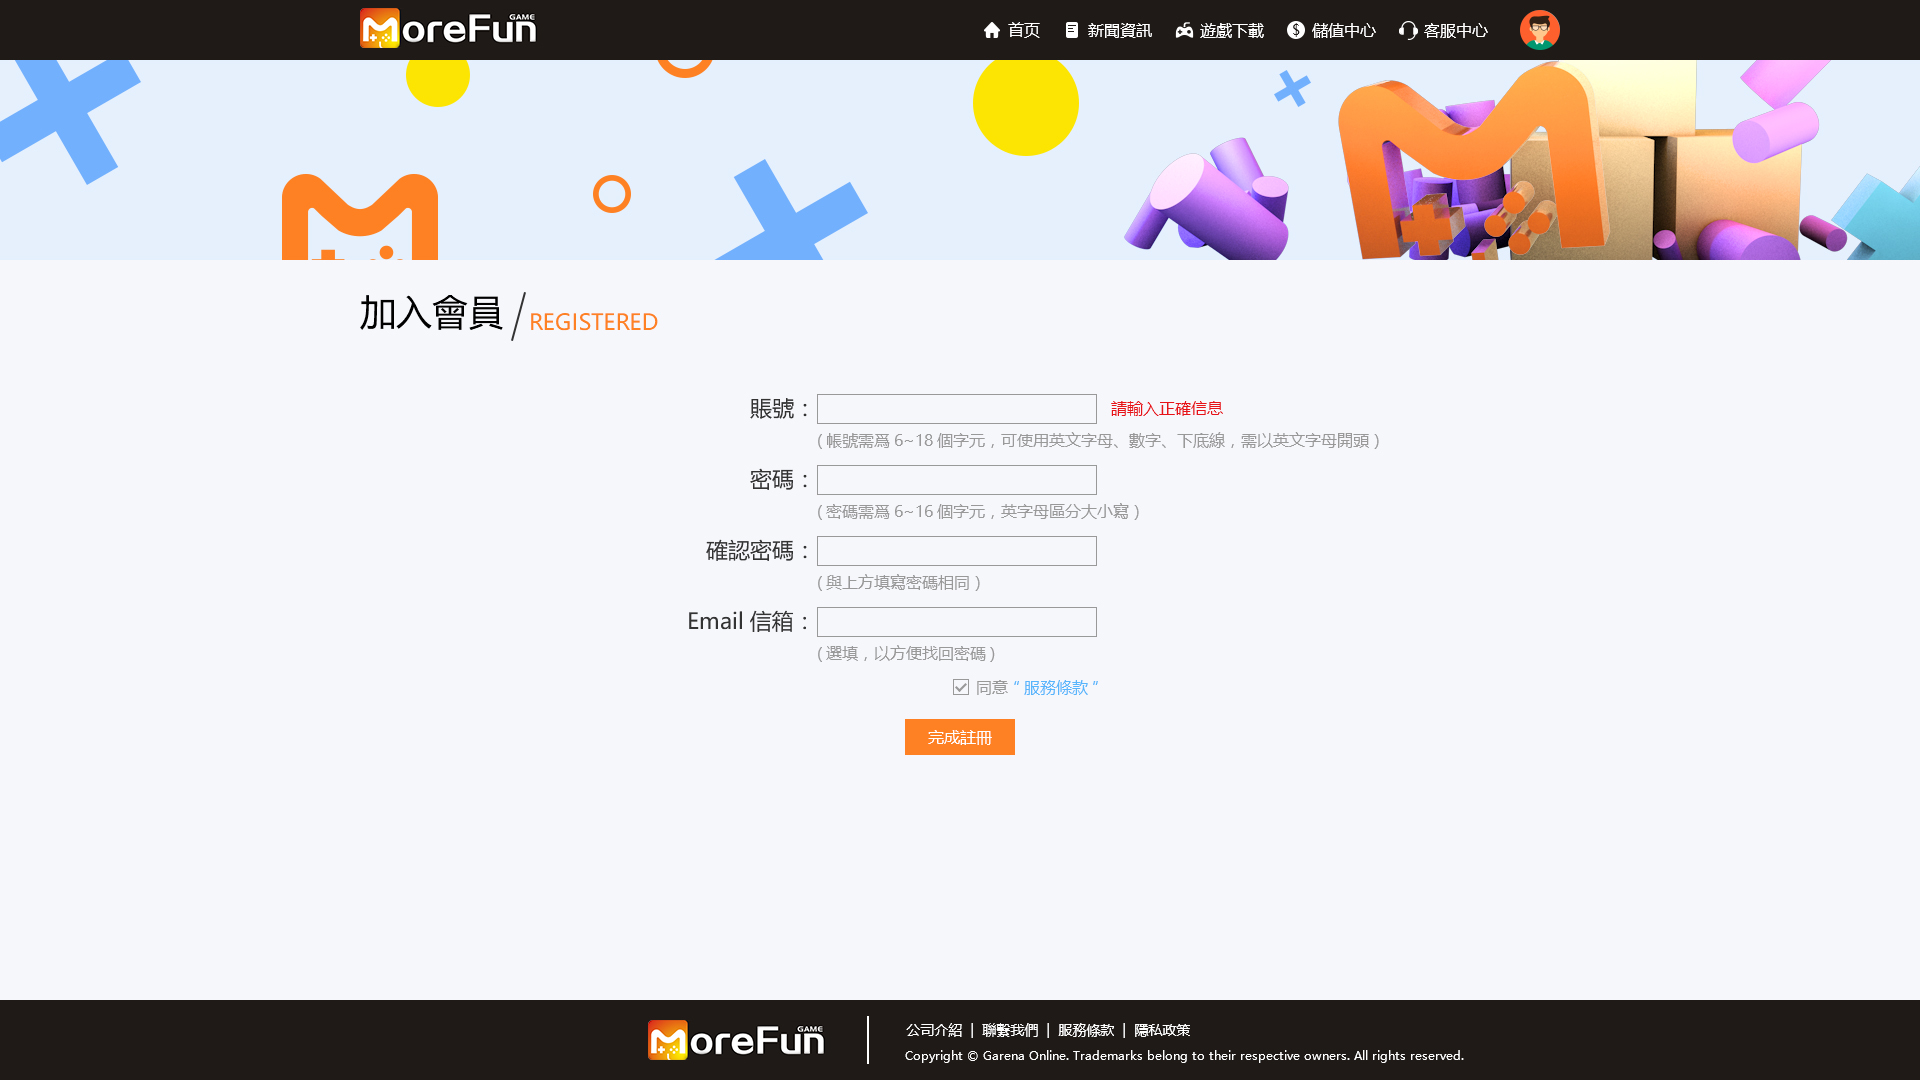 MoreFun GAME 首页 新聞資訊 遊戲下載 儲值中心 客服中心
加入會員 / REGISTERED
賬號： 請輸入正確信息
( 帳號需爲 6~18 個字元，可使用英文字母、數字、下底線，需以英文字母開頭 )
密碼：
( 密碼需爲 6~16 個字元，英字母區分大小寫 )
確認密碼：
( 與上方填寫密碼相同 )
Email 信箱：
( 選填，以方便找回密碼 )
同意 “ 服務條款 ”
完成註冊
MoreFun GAME
公司介紹 | 聯繫我們 | 服務條款 | 隱私政策
Copyright © Garena Online. Trademarks belong to their respective owners. All rights reserved.